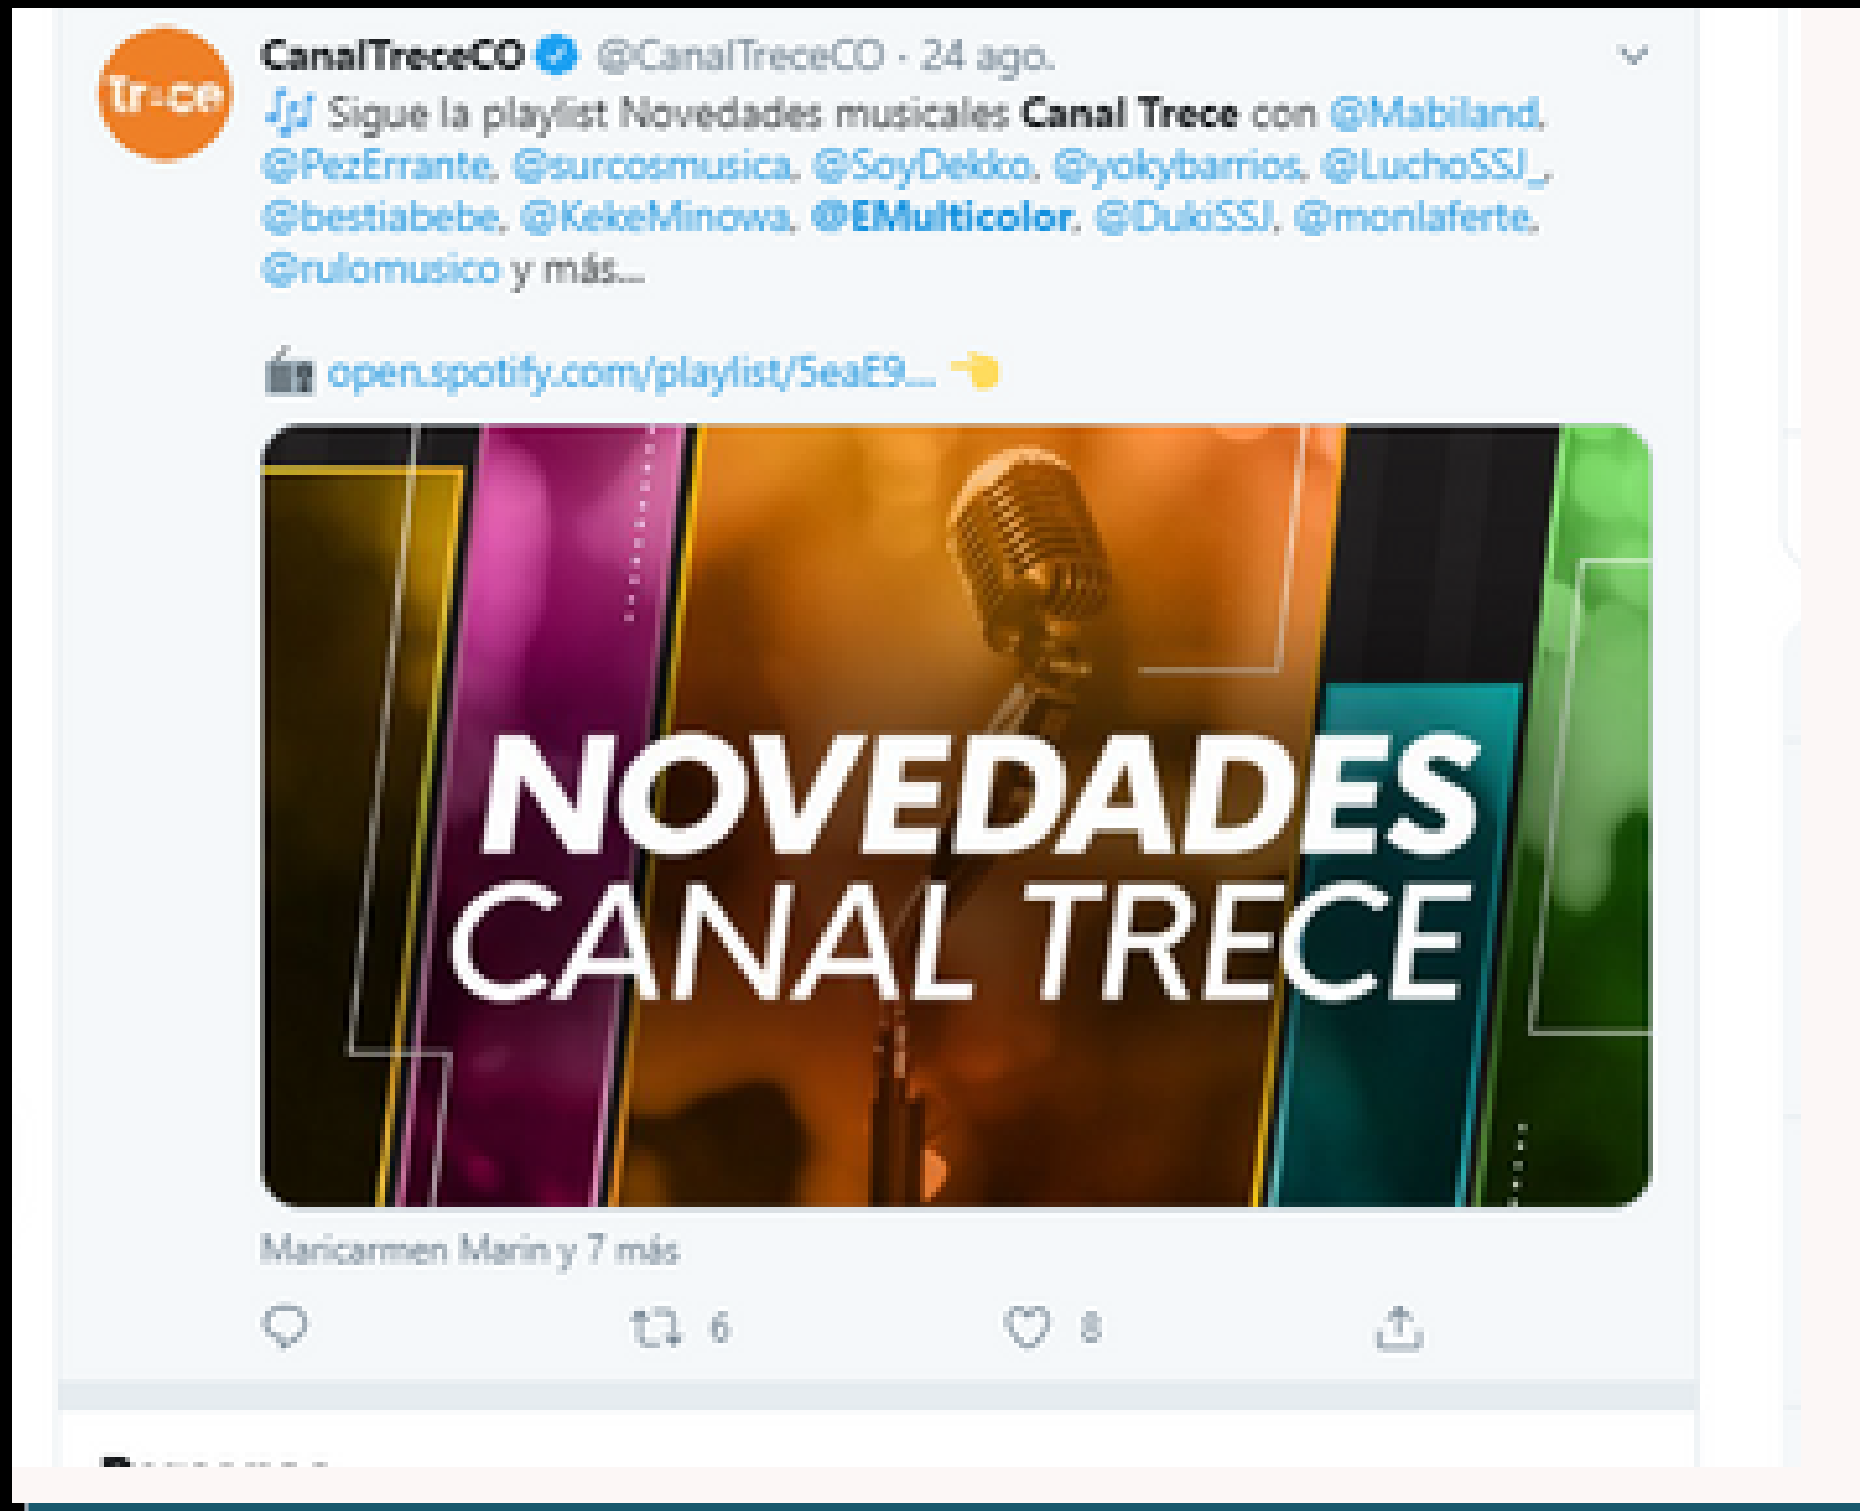 tr=ce
CanalTreceCO @CanalTreceCO · 24 ago.
Sigue la playlist Novedades musicales Canal Trece con @Mabiland,
@PezErrante, @surcosmusica, @SoyDekko, @yokybarrios, @LuchoSSJ_,
@bestiabebe, @KekeMinowa, @EMulticolor, @DukiSSJ, @monlaferte,
@rulomusico y más...
open.spotify.com/playlist/5eaE9...
NOVEDADES
CANAL TRECE
Maricarmen Marin y 7 más
6 8